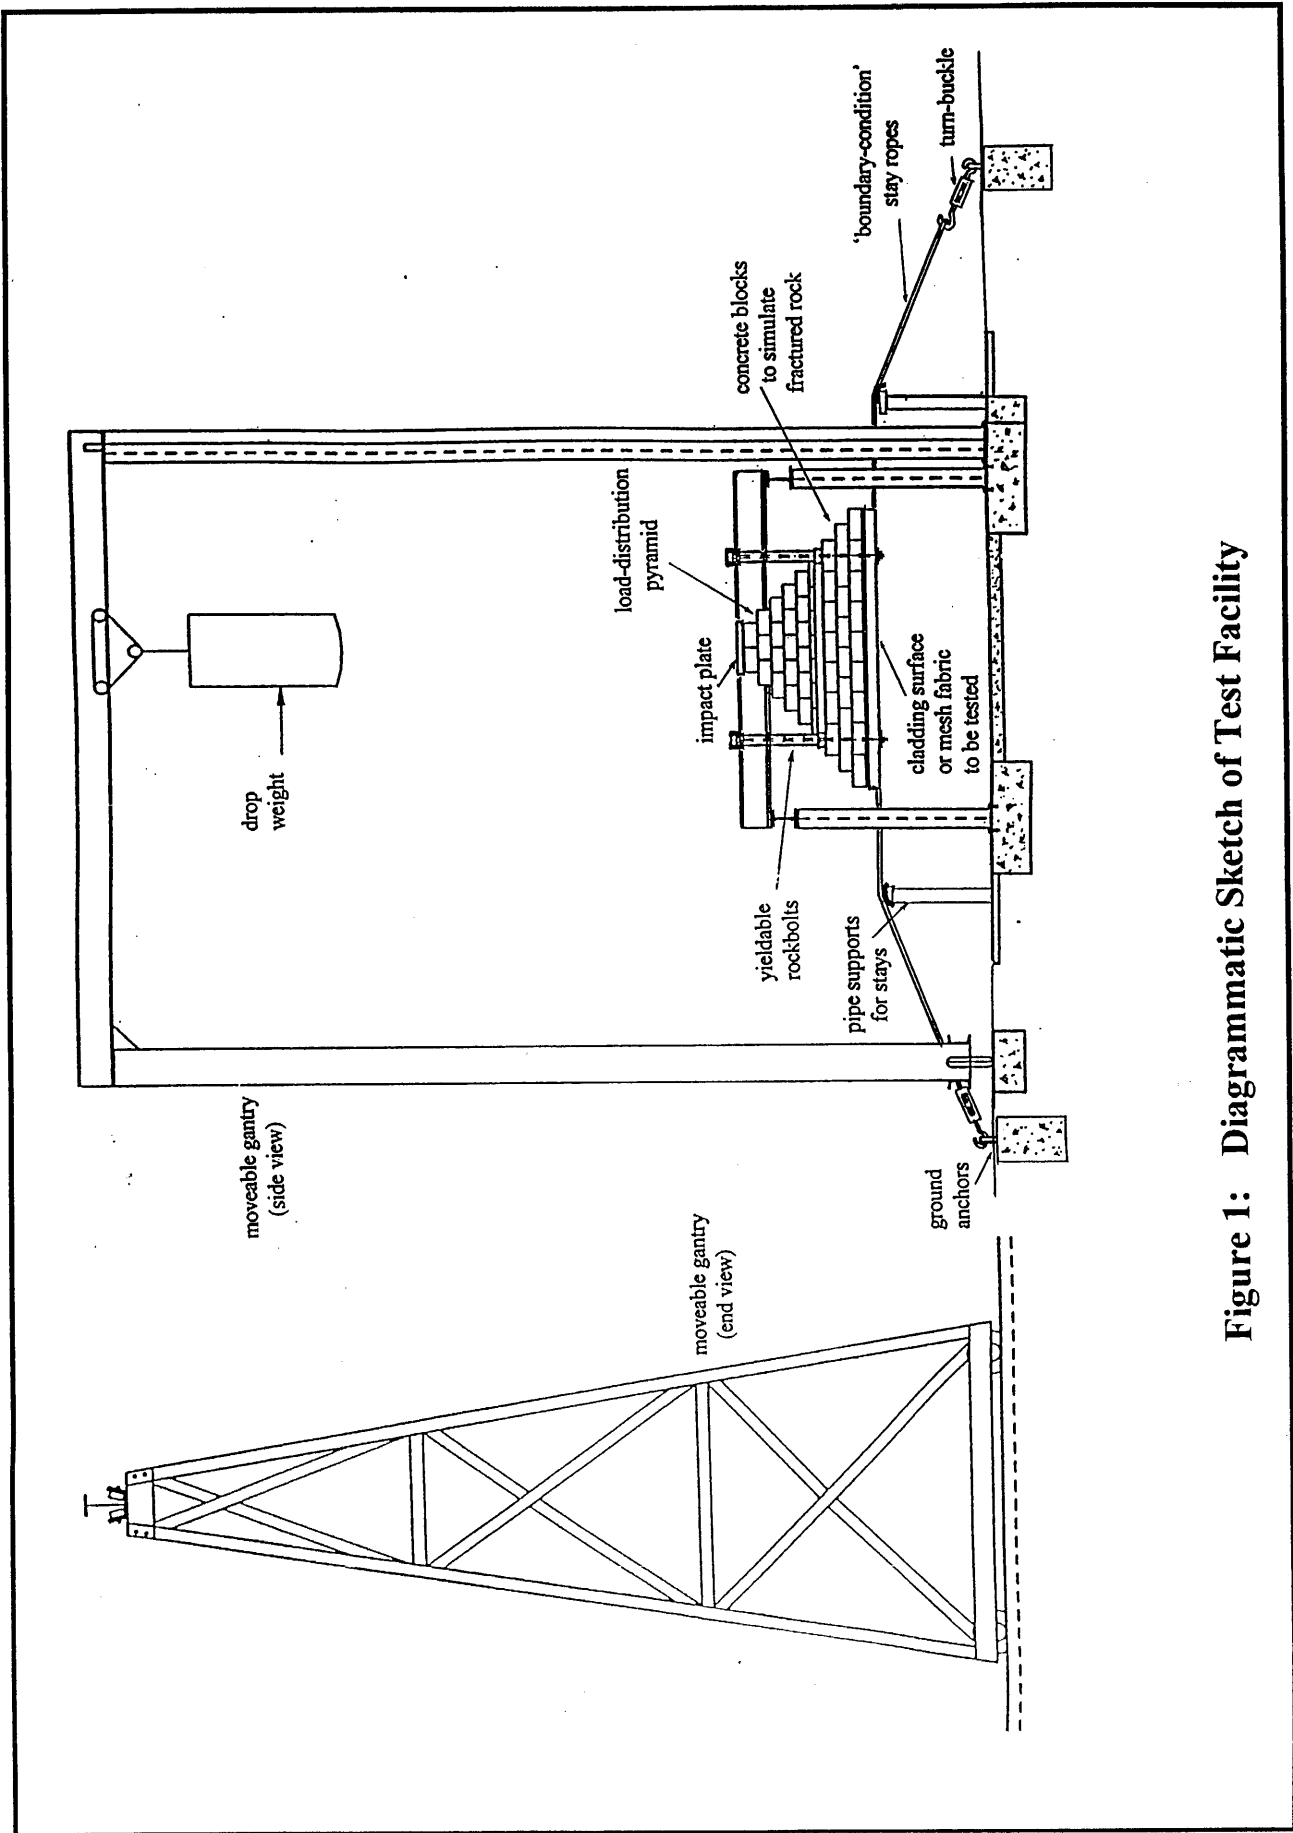 moveable gantry
(end view)
moveable gantry
(side view)
drop
weight
ground
anchors
pipe supports
for stays
yieldable
rockbolts
impact plate
load-distribution
pyramid
cladding surface
or mesh fabric
to be tested
concrete blocks
to simulate
fractured rock
'boundary-condition'
stay ropes
turn-buckle
Figure 1: Diagrammatic Sketch of Test Facility